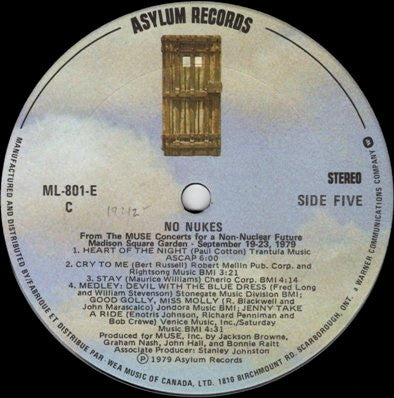 ASYLUM RECORDS
MANUFACTURED AND DISTRIBUTED BY/FABRIQUE ET DISTRIBUE PAR: WEA MUSIC OF CANADA, LTD. 1810 BIRCHMOUNT RD. SCARBOROUGH, ONT. A WARNER COMMUNICATIONS COMPANY
ML-801-E
C
19:12
STEREO
SIDE FIVE
NO NUKES
From The MUSE Concerts for a Non-Nuclear Future
Madison Square Garden - September 19-23, 1979
1. HEART OF THE NIGHT (Paul Cotton) Trantula Music
ASCAP 6:00
2. CRY TO ME (Bert Russell) Robert Mellin Pub. Corp. and
Rightsong Music BMI 3:21
3. STAY (Maurice Williams) Cherio Corp. BMI 4:14
4. MEDLEY: DEVIL WITH THE BLUE DRESS (Fred Long
and William Stevenson) Stonegate Music Division BMI;
GOOD GOLLY, MISS MOLLY (R. Blackwell and
John Marascalco) Jondora Music BMI; JENNY TAKE
A RIDE (Enotris Johnson, Richard Penniman and
Bob Crewe) Venice Music, Inc./Saturday
Music BMI 4:31
Produced for MUSE, Inc. by Jackson Browne,
Graham Nash, John Hall, and Bonnie Raitt
Associate Producer: Stanley Johnston
℗ 1979 Asylum Records